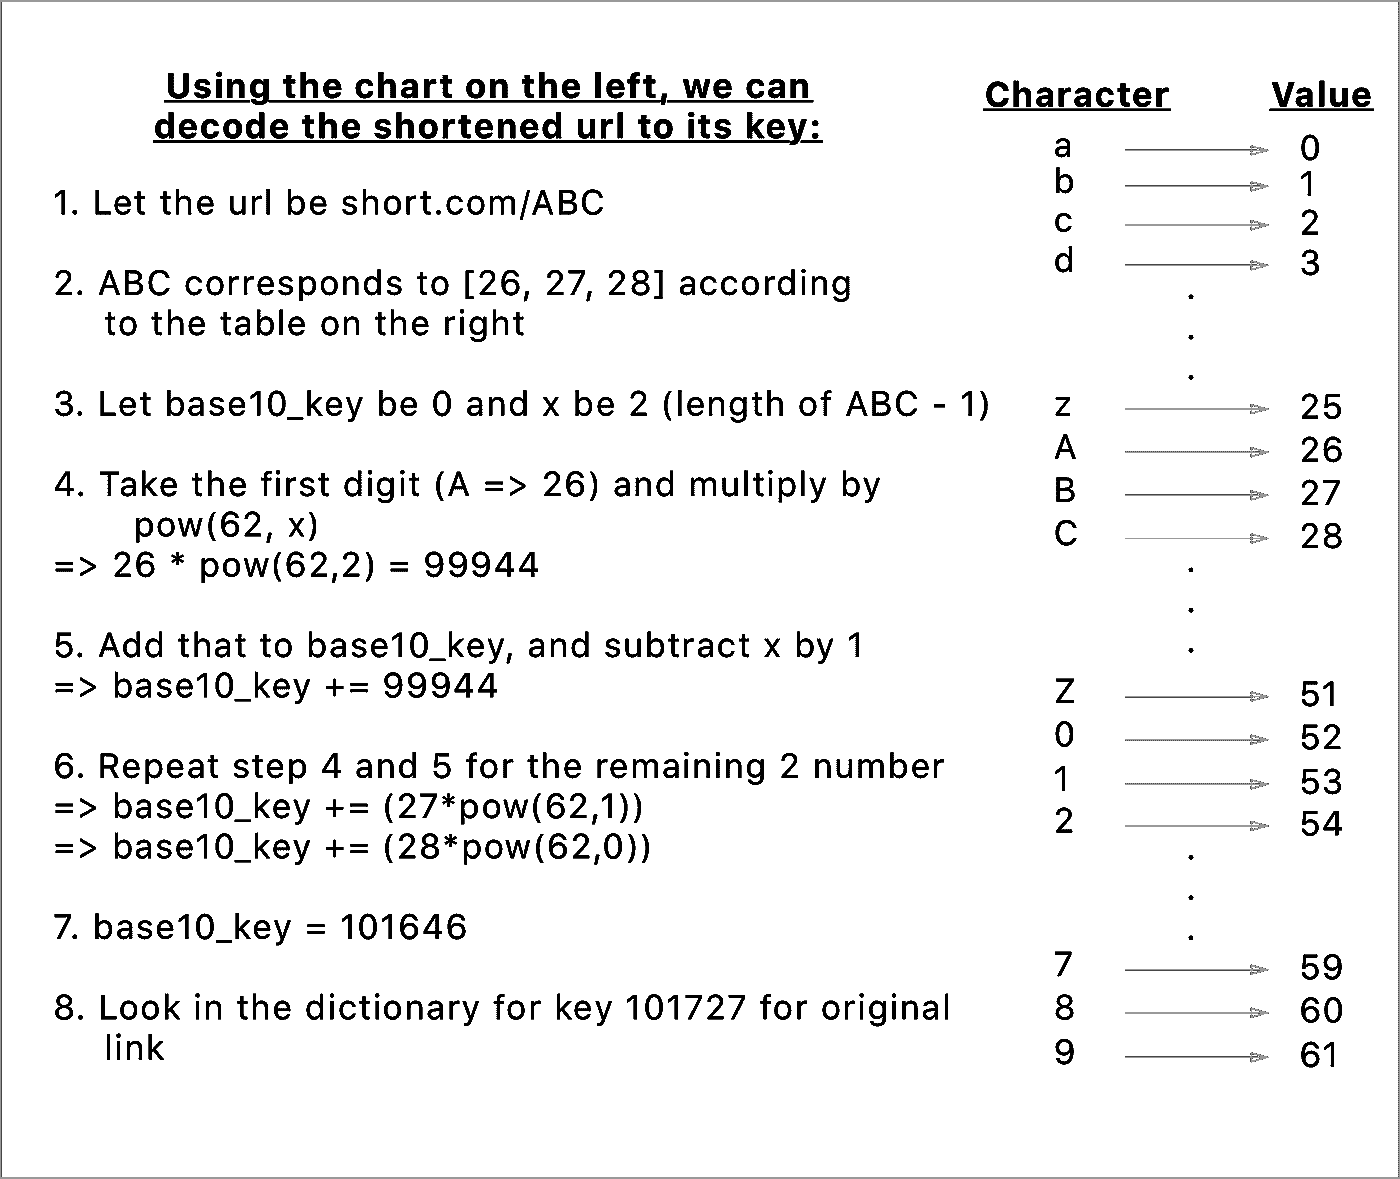 Using the chart on the left, we can
decode the shortened url to its key:
1. Let the url be short.com/ABC
2. ABC corresponds to [26, 27, 28] according
to the table on the right
3. Let base10_key be 0 and x be 2 (length of ABC - 1)
4. Take the first digit (A => 26) and multiply by
pow(62, x)
=> 26 * pow(62,2) = 99944
5. Add that to base10_key, and subtract x by 1
=> base10_key += 99944
6. Repeat step 4 and 5 for the remaining 2 number
=> base10_key += (27*pow(62,1))
=> base10_key += (28*pow(62,0))
7. base10_key = 101646
8. Look in the dictionary for key 101727 for original
link
Character Value
a 0
b 1
c 2
d 3
.
.
.
z 25
A 26
B 27
C 28
.
.
.
Z 51
0 52
1 53
2 54
.
.
.
7 59
8 60
9 61